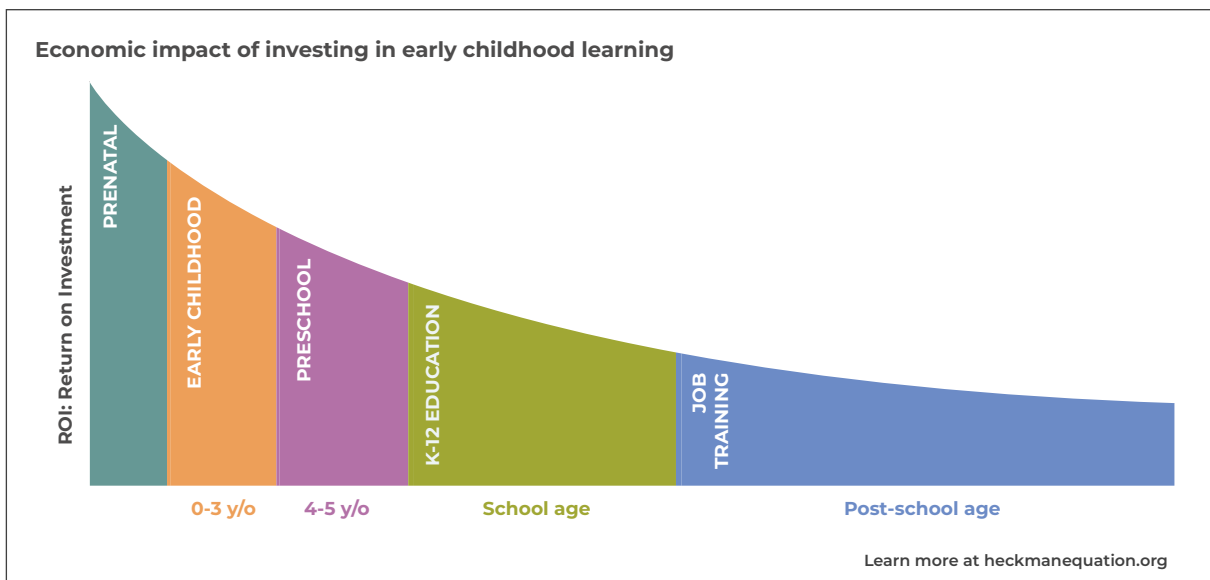 Economic impact of investing in early childhood learning
ROI: Return on Investment
PRENATAL
EARLY CHILDHOOD
PRESCHOOL
K-12 EDUCATION
JOB
TRAINING
0-3 y/o
4-5 y/o
School age
Post-school age
Learn more at heckmanequation.org